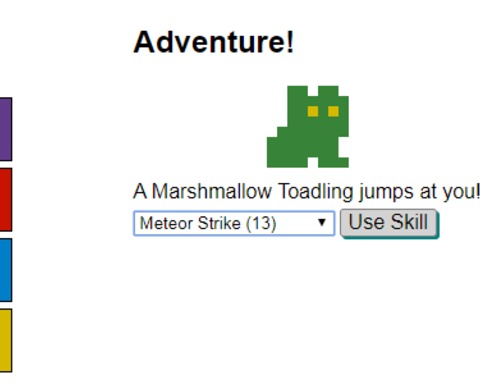 Adventure!
A Marshmallow Toadling jumps at you!
Meteor Strike (13)
Use Skill